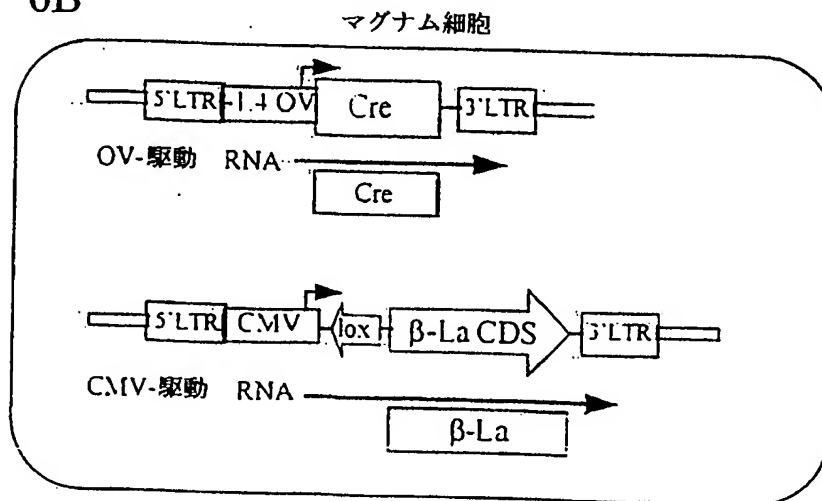 6B
マグナム細胞
5'LTR 1.4 OV Cre 3'LTR
OV-駆動 RNA
Cre
5'LTR CMV lox β-La CDS 3'LTR
CMV-駆動 RNA
β-La